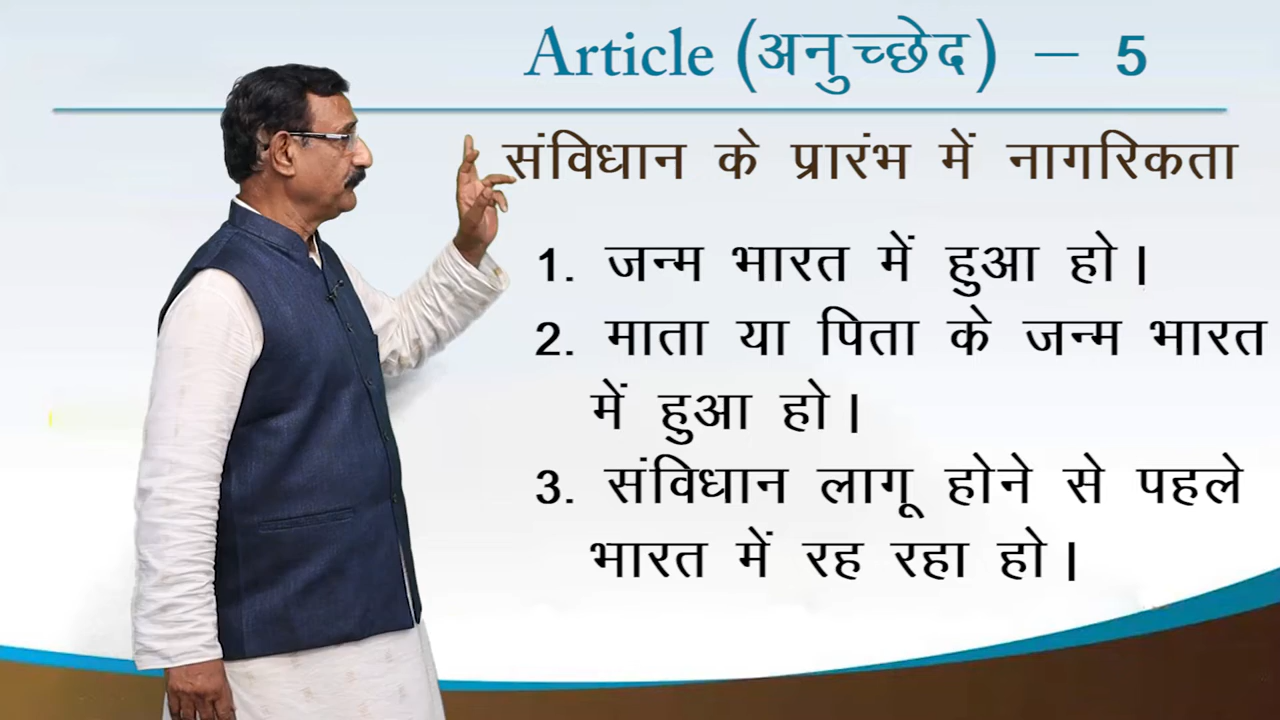 Article (अनुच्छेद) – 5
संविधान के प्रारंभ में नागरिकता
1. जन्म भारत में हुआ हो।
2. माता या पिता के जन्म भारत
में हुआ हो।
3. संविधान लागू होने से पहले
भारत में रह रहा हो।